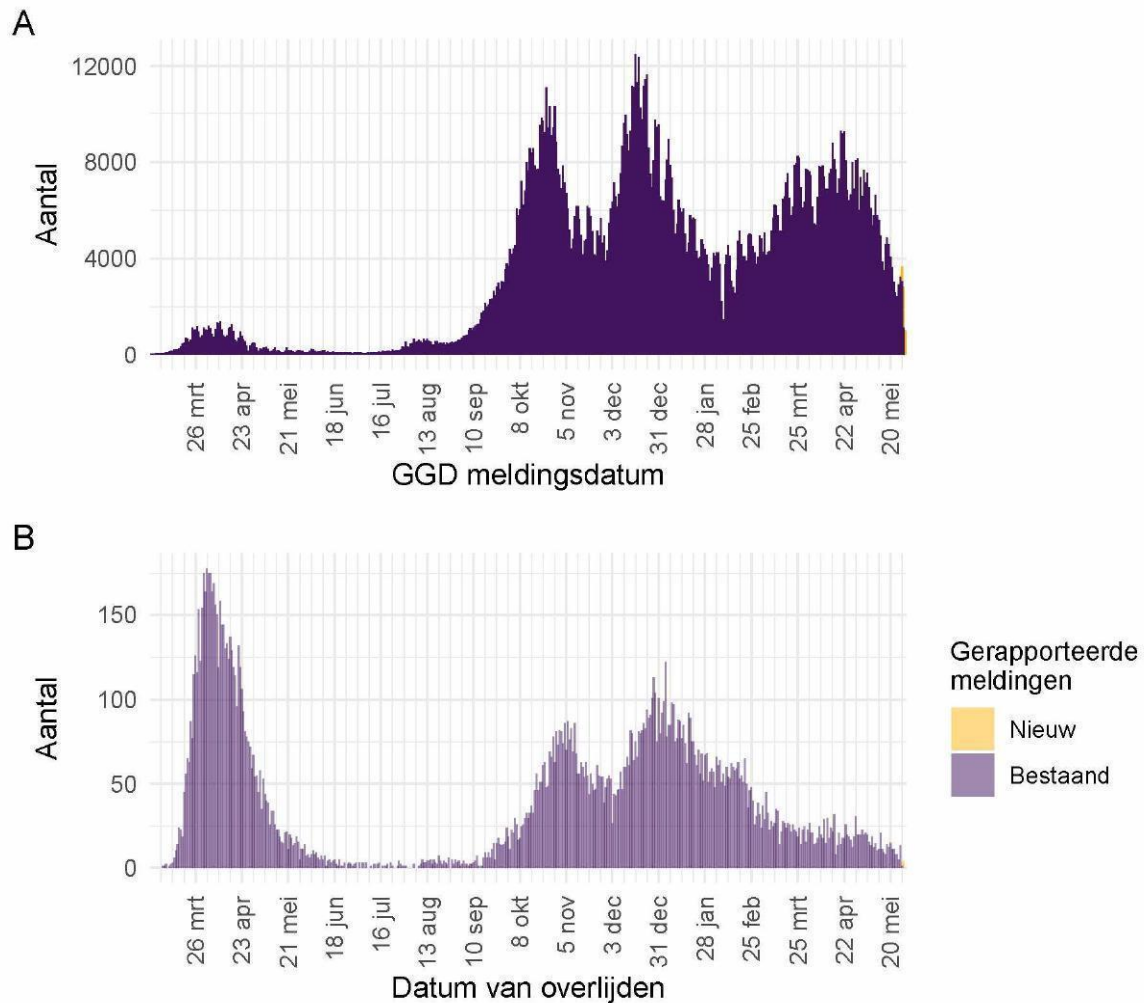 A
12000
8000
4000
0
Aantal
26 mrt
23 apr
21 mei
18 jun
16 jul
13 aug
10 sep
8 okt
5 nov
3 dec
31 dec
28 jan
25 feb
25 mrt
22 apr
20 mei
GGD meldingsdatum
B
150
100
50
0
Aantal
26 mrt
23 apr
21 mei
18 jun
16 jul
13 aug
10 sep
8 okt
5 nov
3 dec
31 dec
28 jan
25 feb
25 mrt
22 apr
20 mei
Datum van overlijden
Gerapporteerde
meldingen
Nieuw
Bestaand